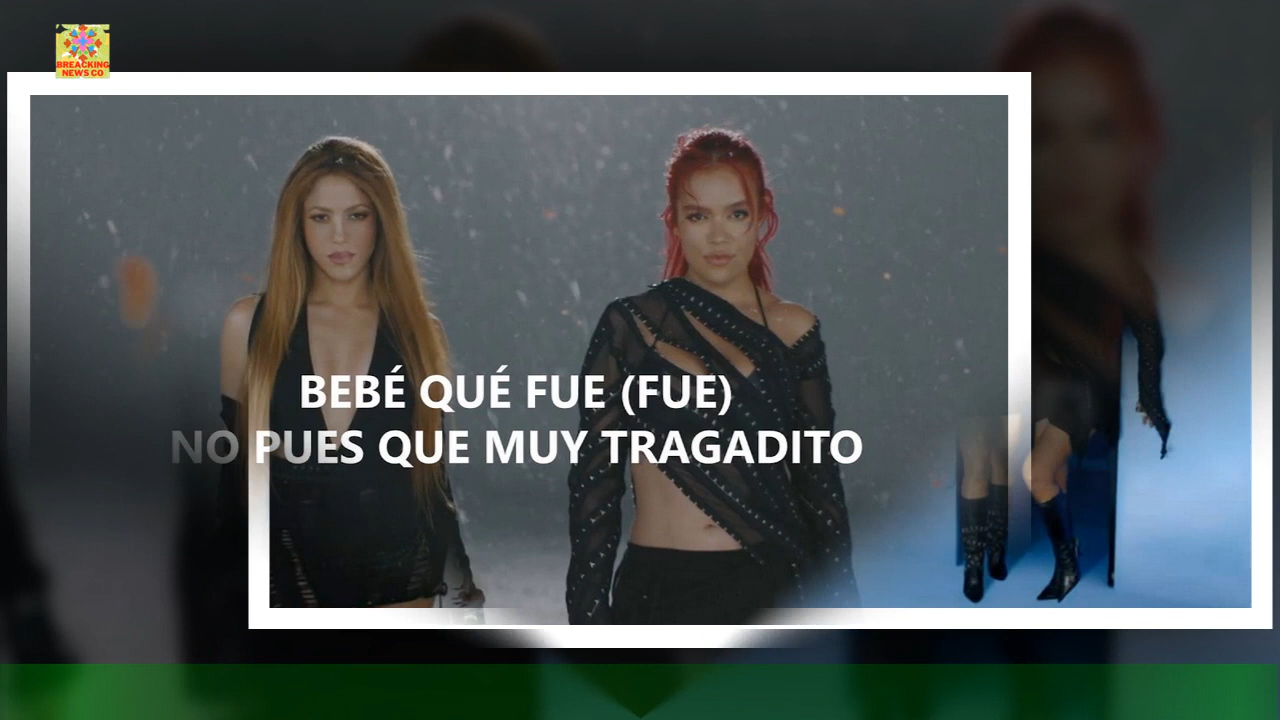 BREACKING
NEWS CO
BEBÉ QUÉ FUE (FUE)
NO PUES QUE MUY TRAGADITO